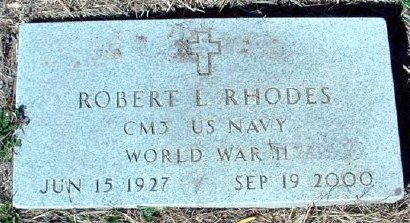 ROBERT L RHODES
CM3 US NAVY
WORLD WAR II
JUN 15 1927 SEP 19 2000